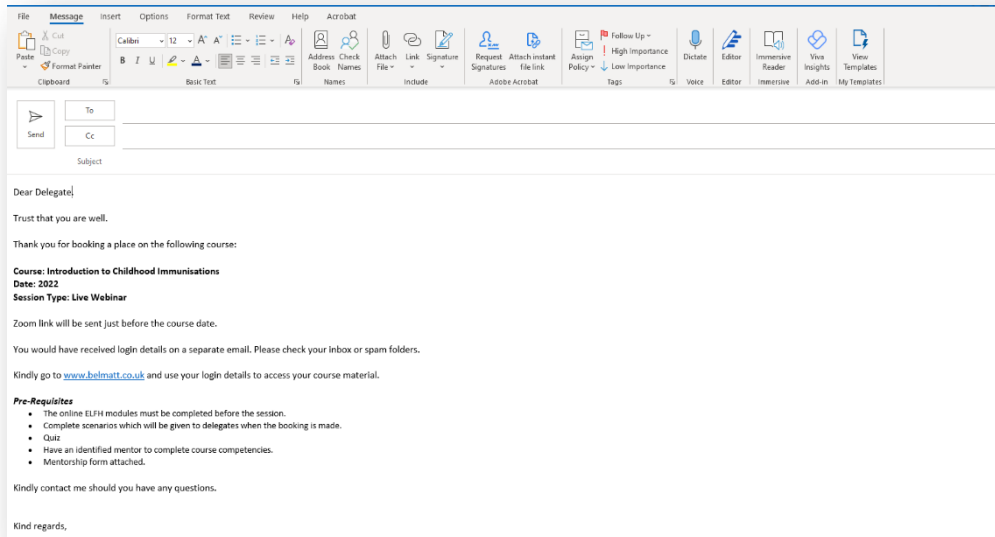 File Message Insert Options Format Text Review Help Acrobat
Cut
Copy
Paste
Format Painter
Clipboard
Calibri 12 A^ A˅
B I U A
Basic Text
Address Book
Check Names
Names
Attach File
Link
Signature
Include
Request Signatures
Attach instant file link
Adobe Acrobat
Assign Policy
Follow Up
High Importance
Low Importance
Tags
Dictate
Voice
Editor
Editor
Immersive Reader
Immersive
Viva Insights
Add-in
View Templates
My Templates
Send
To
Cc
Subject
Dear Delegate,
Trust that you are well.
Thank you for booking a place on the following course:
Course: Introduction to Childhood Immunisations
Date: 2022
Session Type: Live Webinar
Zoom link will be sent just before the course date.
You would have received login details on a separate email. Please check your inbox or spam folders.
Kindly go to www.belmatt.co.uk and use your login details to access your course material.
Pre-Requisites
• The online ELFH modules must be completed before the session.
• Complete scenarios which will be given to delegates when the booking is made.
• Quiz
• Have an identified mentor to complete course competencies.
• Mentorship form attached.
Kindly contact me should you have any questions.
Kind regards,